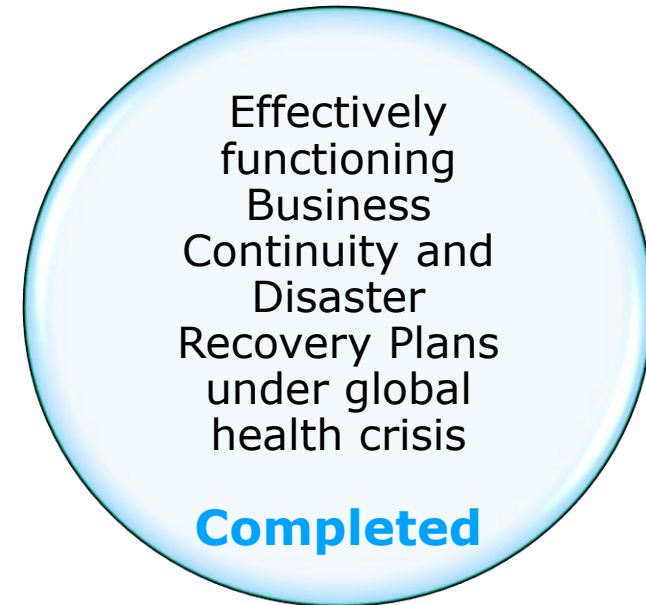 Effectively
functioning
Business
Continuity and
Disaster
Recovery Plans
under global
health crisis
Completed